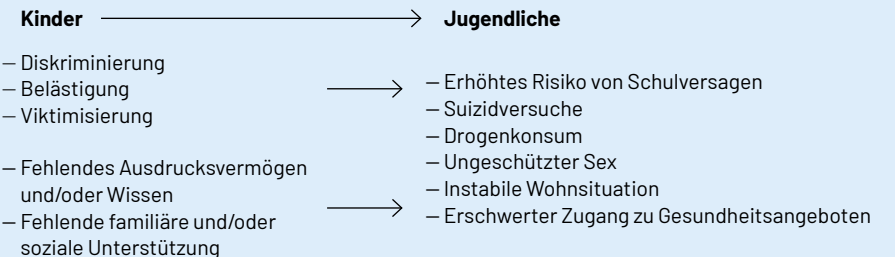 Kinder
Jugendliche
– Diskriminierung
– Belästigung
– Viktimisierung
– Fehlendes Ausdrucksvermögen
und/oder Wissen
– Fehlende familiäre und/oder
soziale Unterstützung
– Erhöhtes Risiko von Schulversagen
– Suizidversuche
– Drogenkonsum
– Ungeschützter Sex
– Instabile Wohnsituation
– Erschwerter Zugang zu Gesundheitsangeboten